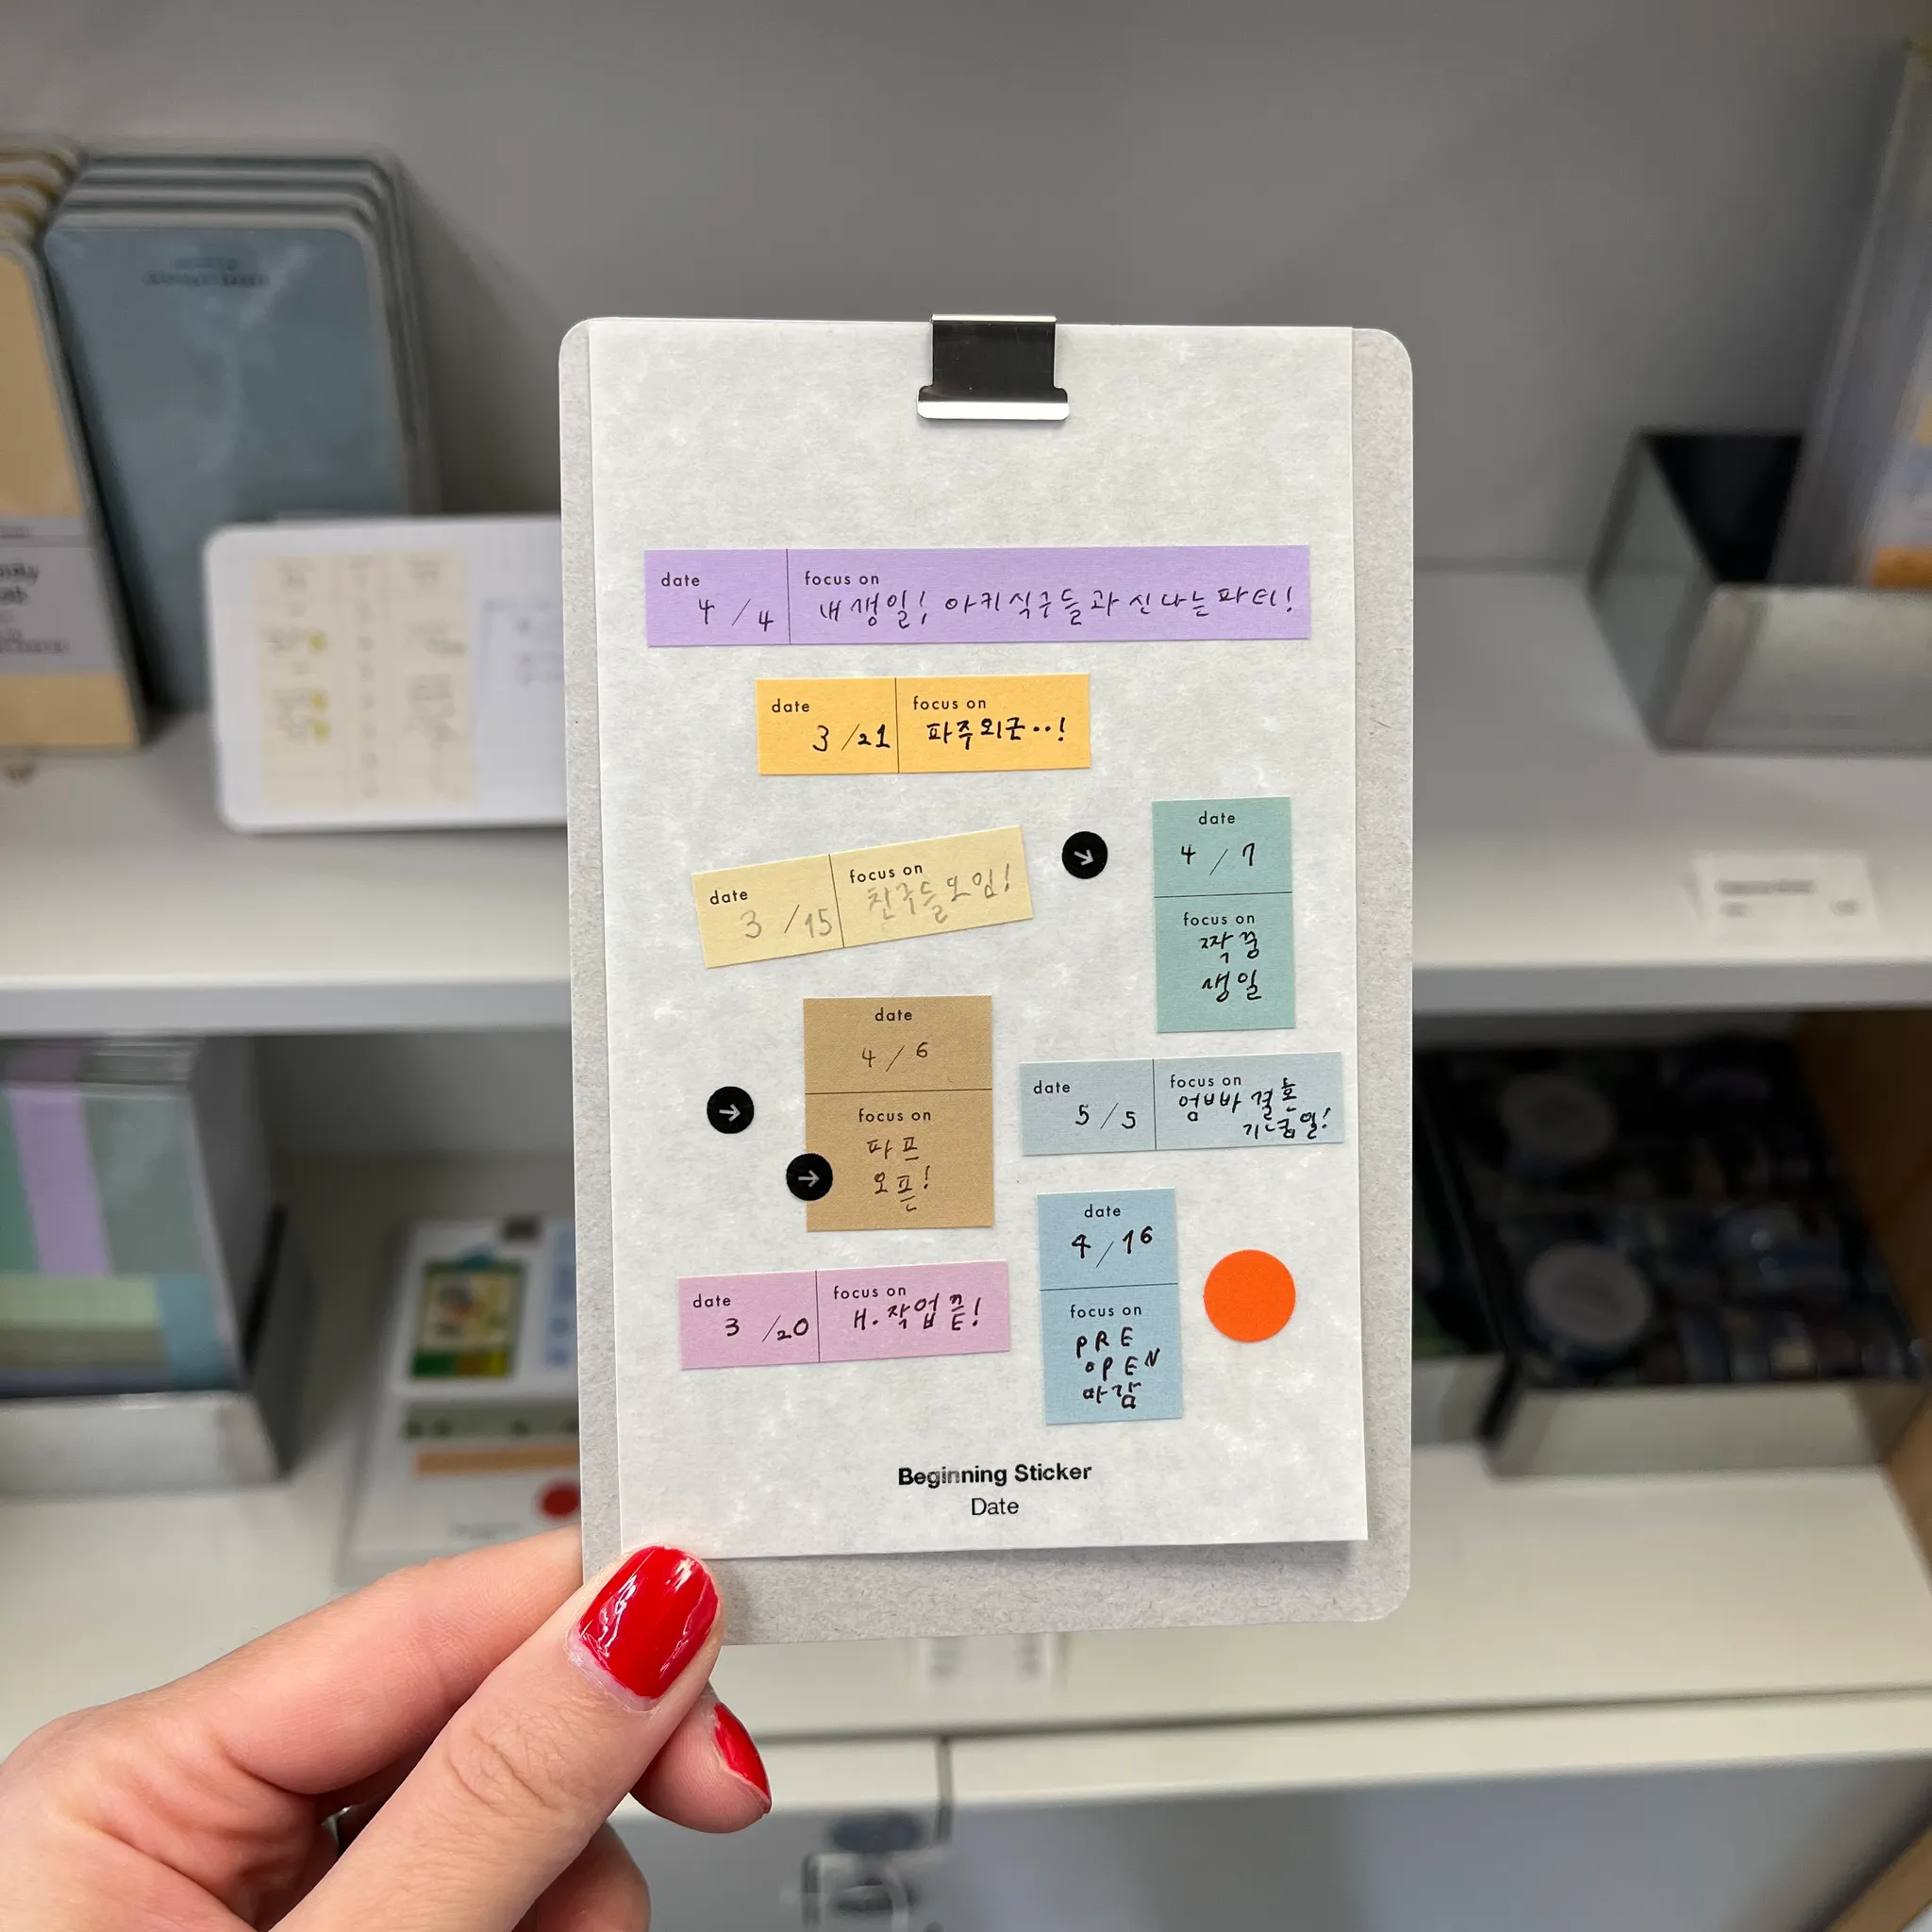 date
4 / 4
focus on
내 생일! 아키식구들과 신나는 파티!
date
3 / 21
focus on
파주외근..!
date
3 / 15
focus on
친구들모임!
date
4 / 7
focus on
짝꿍
생일
date
4 / 6
focus on
파프
오픈!
date
5 / 5
focus on
엄빠 결혼
기념일!
date
3 / 20
focus on
작업 끝!
date
4 / 16
focus on
PRE
OPEN
마감
Beginning Sticker
Date